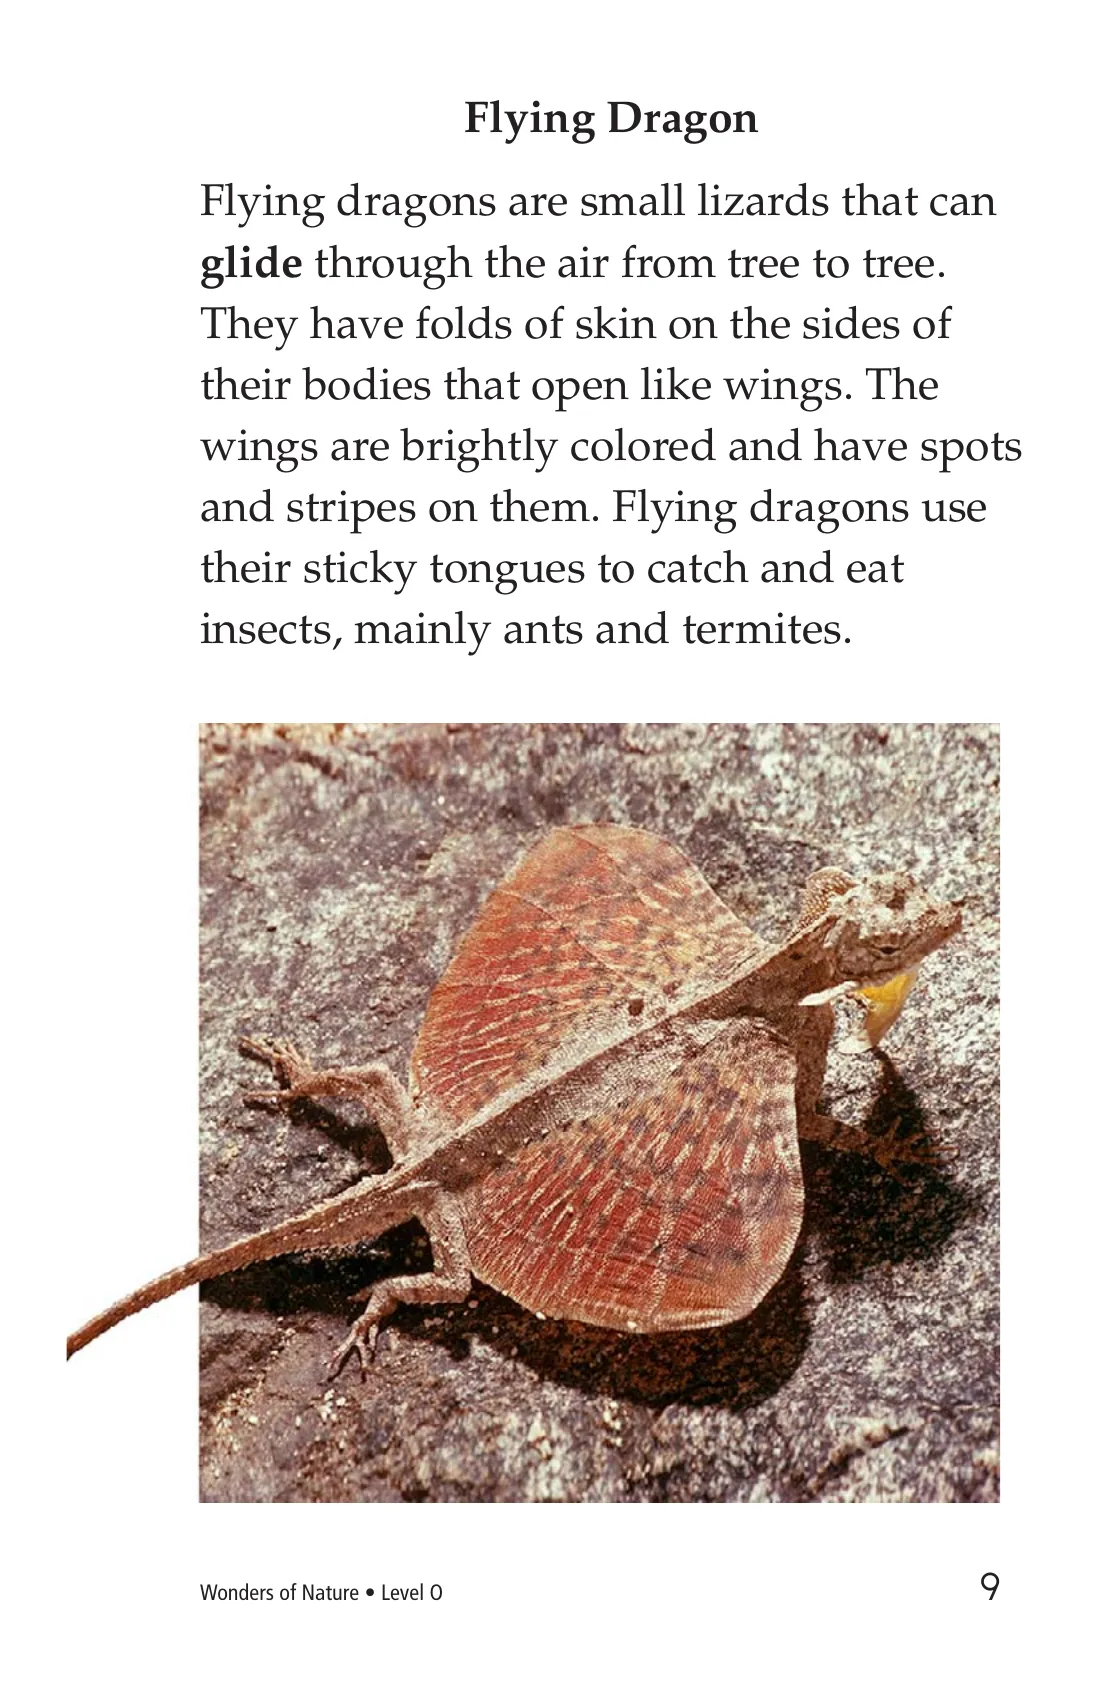 Flying Dragon
Flying dragons are small lizards that can
glide through the air from tree to tree.
They have folds of skin on the sides of
their bodies that open like wings. The
wings are brightly colored and have spots
and stripes on them. Flying dragons use
their sticky tongues to catch and eat
insects, mainly ants and termites.
Wonders of Nature • Level O
9